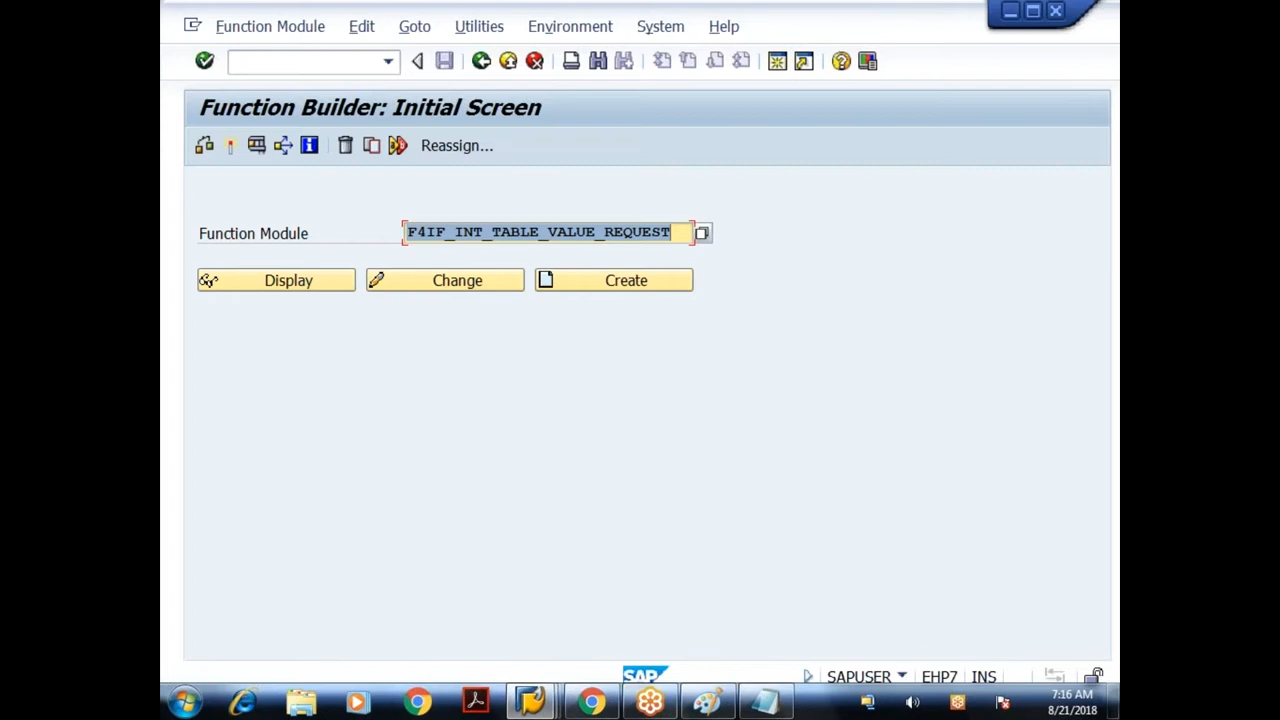 Function Module Edit Goto Utilities Environment System Help
Function Builder: Initial Screen
Reassign...
Function Module F4IF_INT_TABLE_VALUE_REQUEST
Display Change Create
SAP SAPUSER EHP7 INS
7:16 AM
8/21/2018